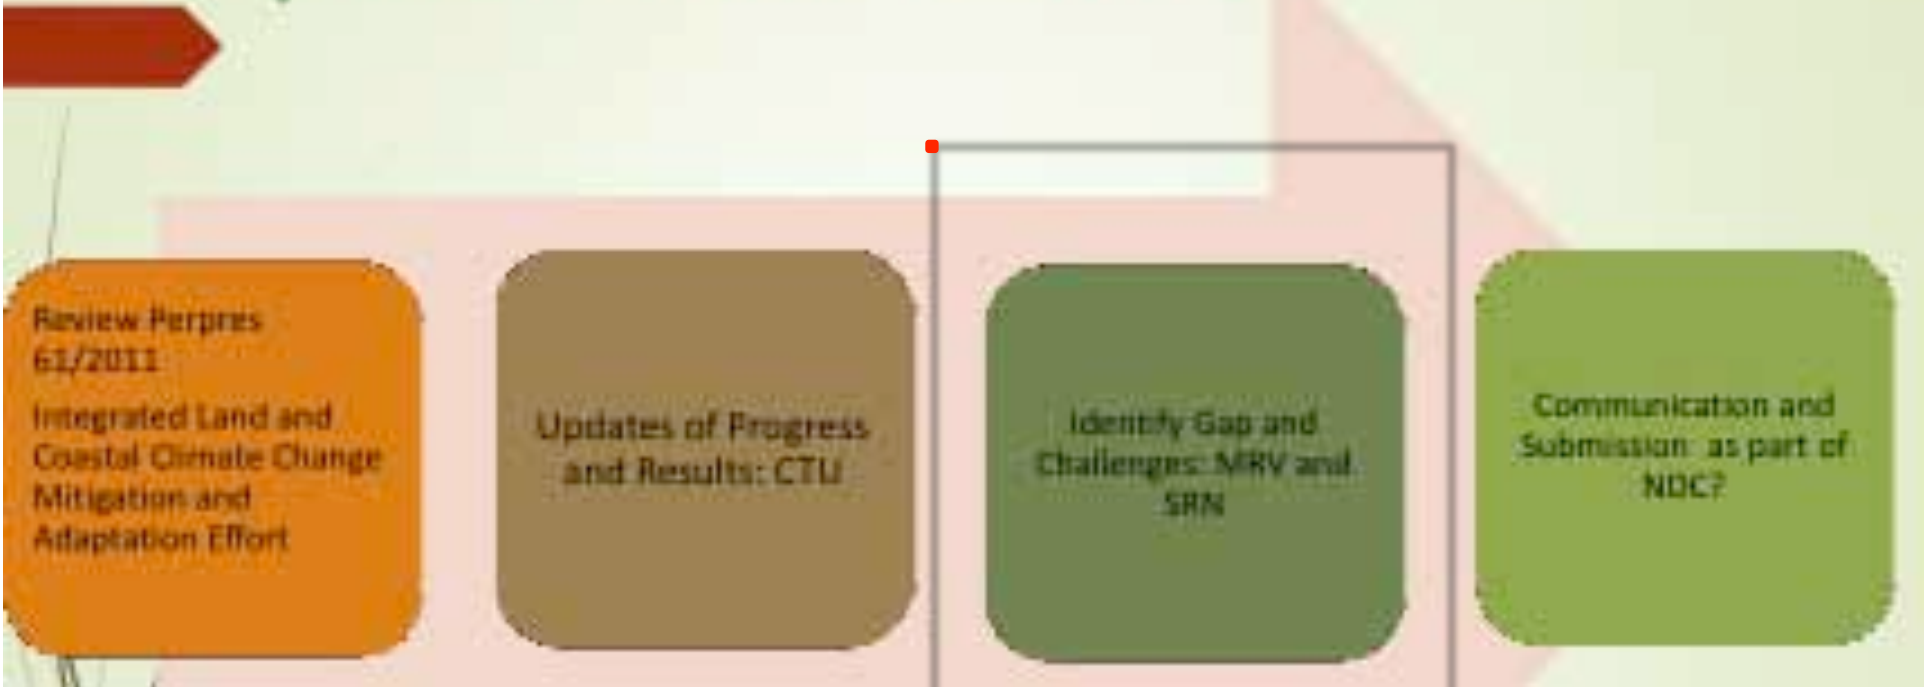 Review Perpres
61/2011
Integrated Land and
Coastal Climate Change
Mitigation and
Adaptation Effort
Updates of Progress
and Results: CTU
Identify Gap and
Challenges: MRV and
SRN
Communication and
Submission as part of
NDC?